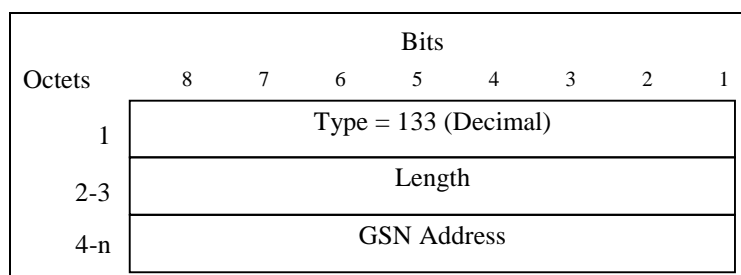 Bits
Octets 8 7 6 5 4 3 2 1
1 Type = 133 (Decimal)
2-3 Length
4-n GSN Address